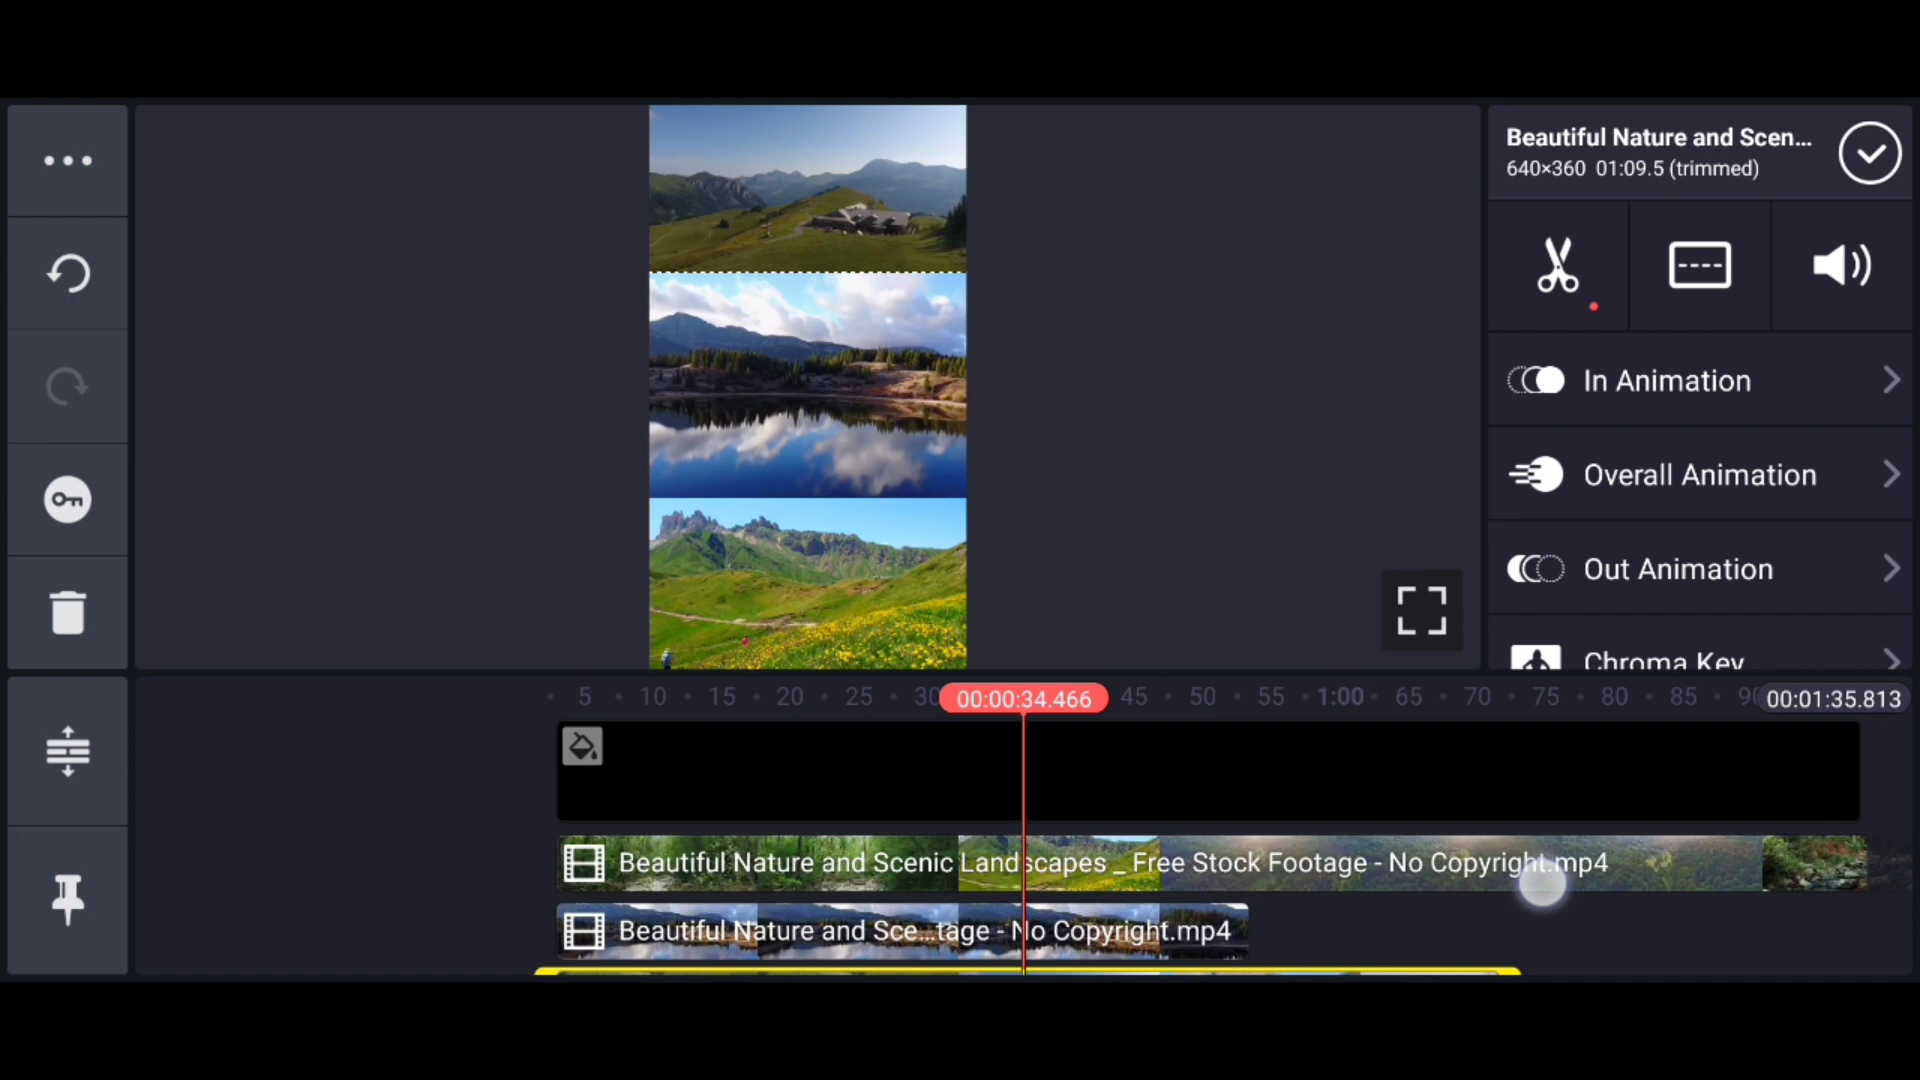 Beautiful Nature and Scen...
640×360 01:09.5 (trimmed)
In Animation
Overall Animation
Out Animation
Chroma Key
5 10 15 20 25 30 00:00:34.466 45 50 55 1:00 65 70 75 80 85 90 00:01:35.813
Beautiful Nature and Scenic Landscapes _ Free Stock Footage - No Copyright.mp4
Beautiful Nature and Sce...tage - No Copyright.mp4